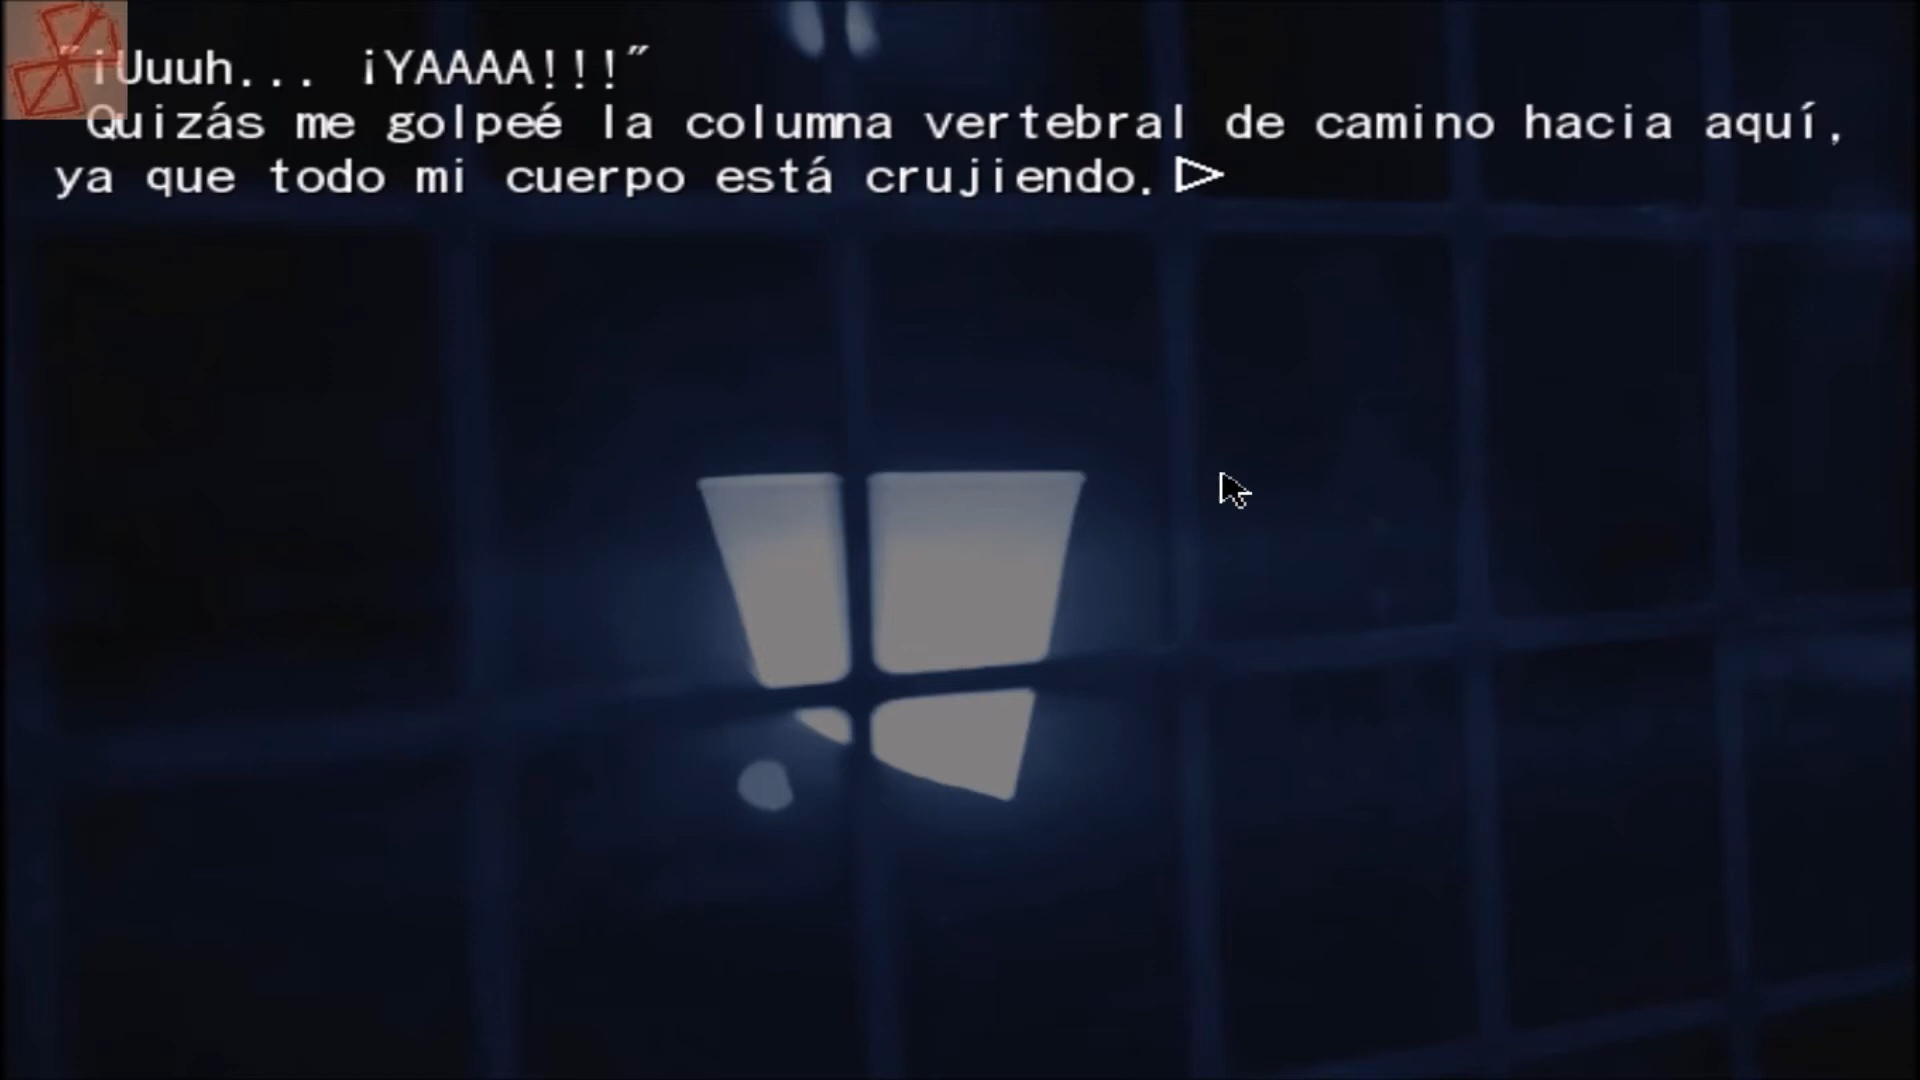 "¡Uuuh... ¡YAAAA!!!"
Quizás me golpeé la columna vertebral de camino hacia aquí,
ya que todo mi cuerpo está crujiendo.